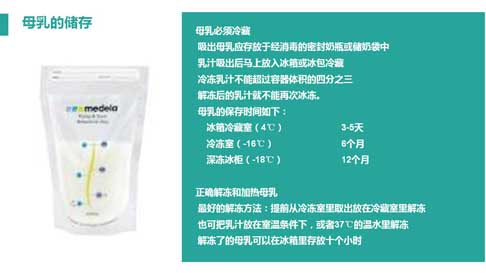 母乳的储存
medela
母乳必须冷藏
吸出母乳应存放于经消毒的密封奶瓶或储奶袋中
乳汁吸出后马上放入冰箱或冰包冷藏
冷冻乳汁不能超过容器体积的四分之三
解冻后的乳汁就不能再次冰冻。
母乳的保存时间如下：
冰箱冷藏室（4℃） 3-5天
冷冻室（-16℃） 6个月
深冻冰柜（-18℃） 12个月
正确解冻和加热母乳
最好的解冻方法：提前从冷冻室里取出放在冷藏室里解冻
也可把乳汁放在室温条件下，或者37℃的温水里解冻
解冻了的母乳可以在冰箱里存放十个小时